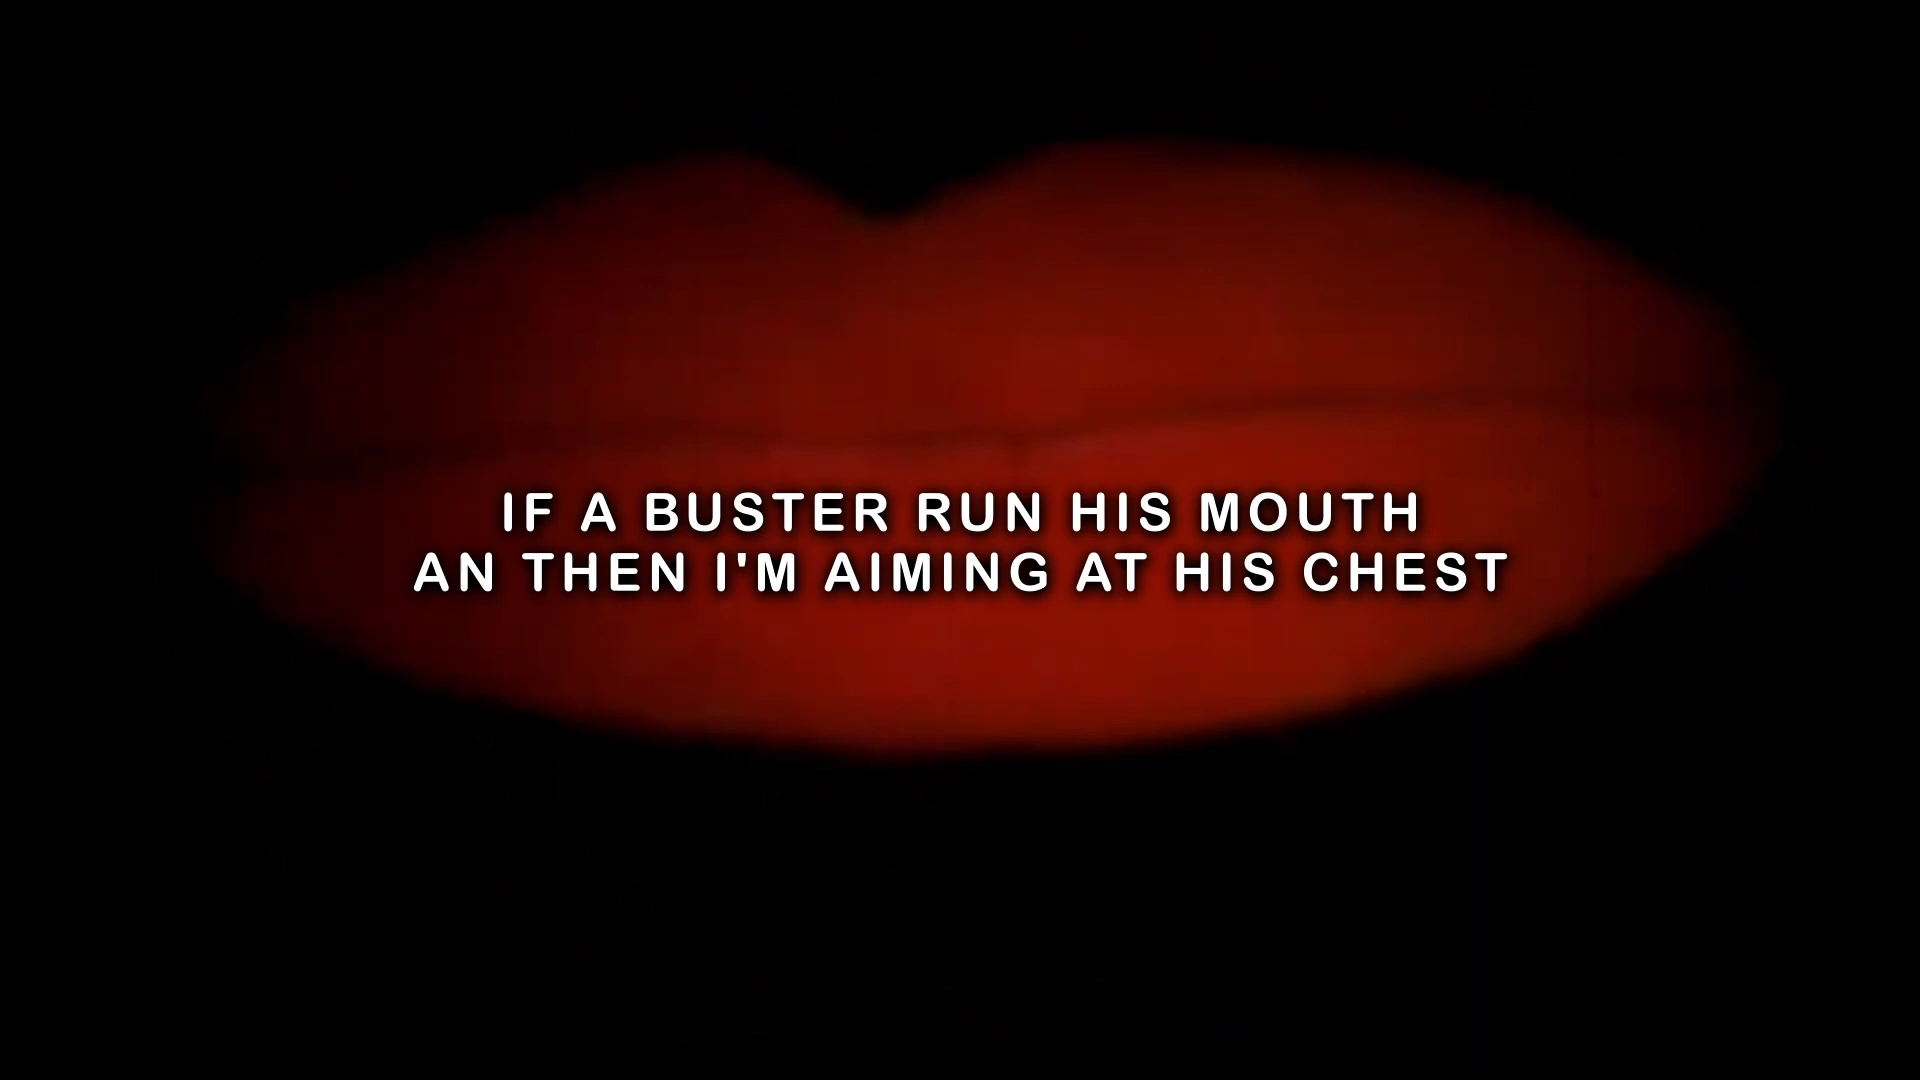 IF A BUSTER RUN HIS MOUTH
AN THEN I'M AIMING AT HIS CHEST